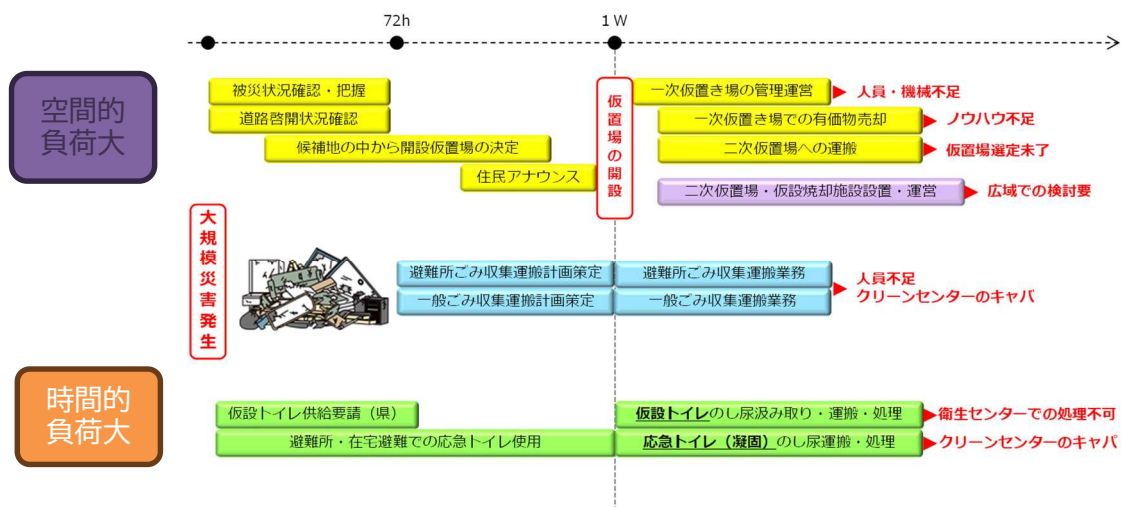 72h
1W
空間的
負荷大
被災状況確認・把握
道路啓開状況確認
候補地の中から開設仮置場の決定
住民アナウンス
仮置場の開設
一次仮置き場の管理運営
人員・機械不足
一次仮置き場での有価物売却
ノウハウ不足
二次仮置場への運搬
仮置場選定未了
二次仮置場・仮設焼却施設設置・運営
広域での検討要
大規模災害発生
避難所ごみ収集運搬計画策定
避難所ごみ収集運搬業務
一般ごみ収集運搬計画策定
一般ごみ収集運搬業務
人員不足
クリーンセンターのキャパ
時間的
負荷大
仮設トイレ供給要請（県）
仮設トイレのし尿汲み取り・運搬・処理
衛生センターでの処理不可
避難所・在宅避難での応急トイレ使用
応急トイレ（凝固）のし尿運搬・処理
クリーンセンターのキャパ